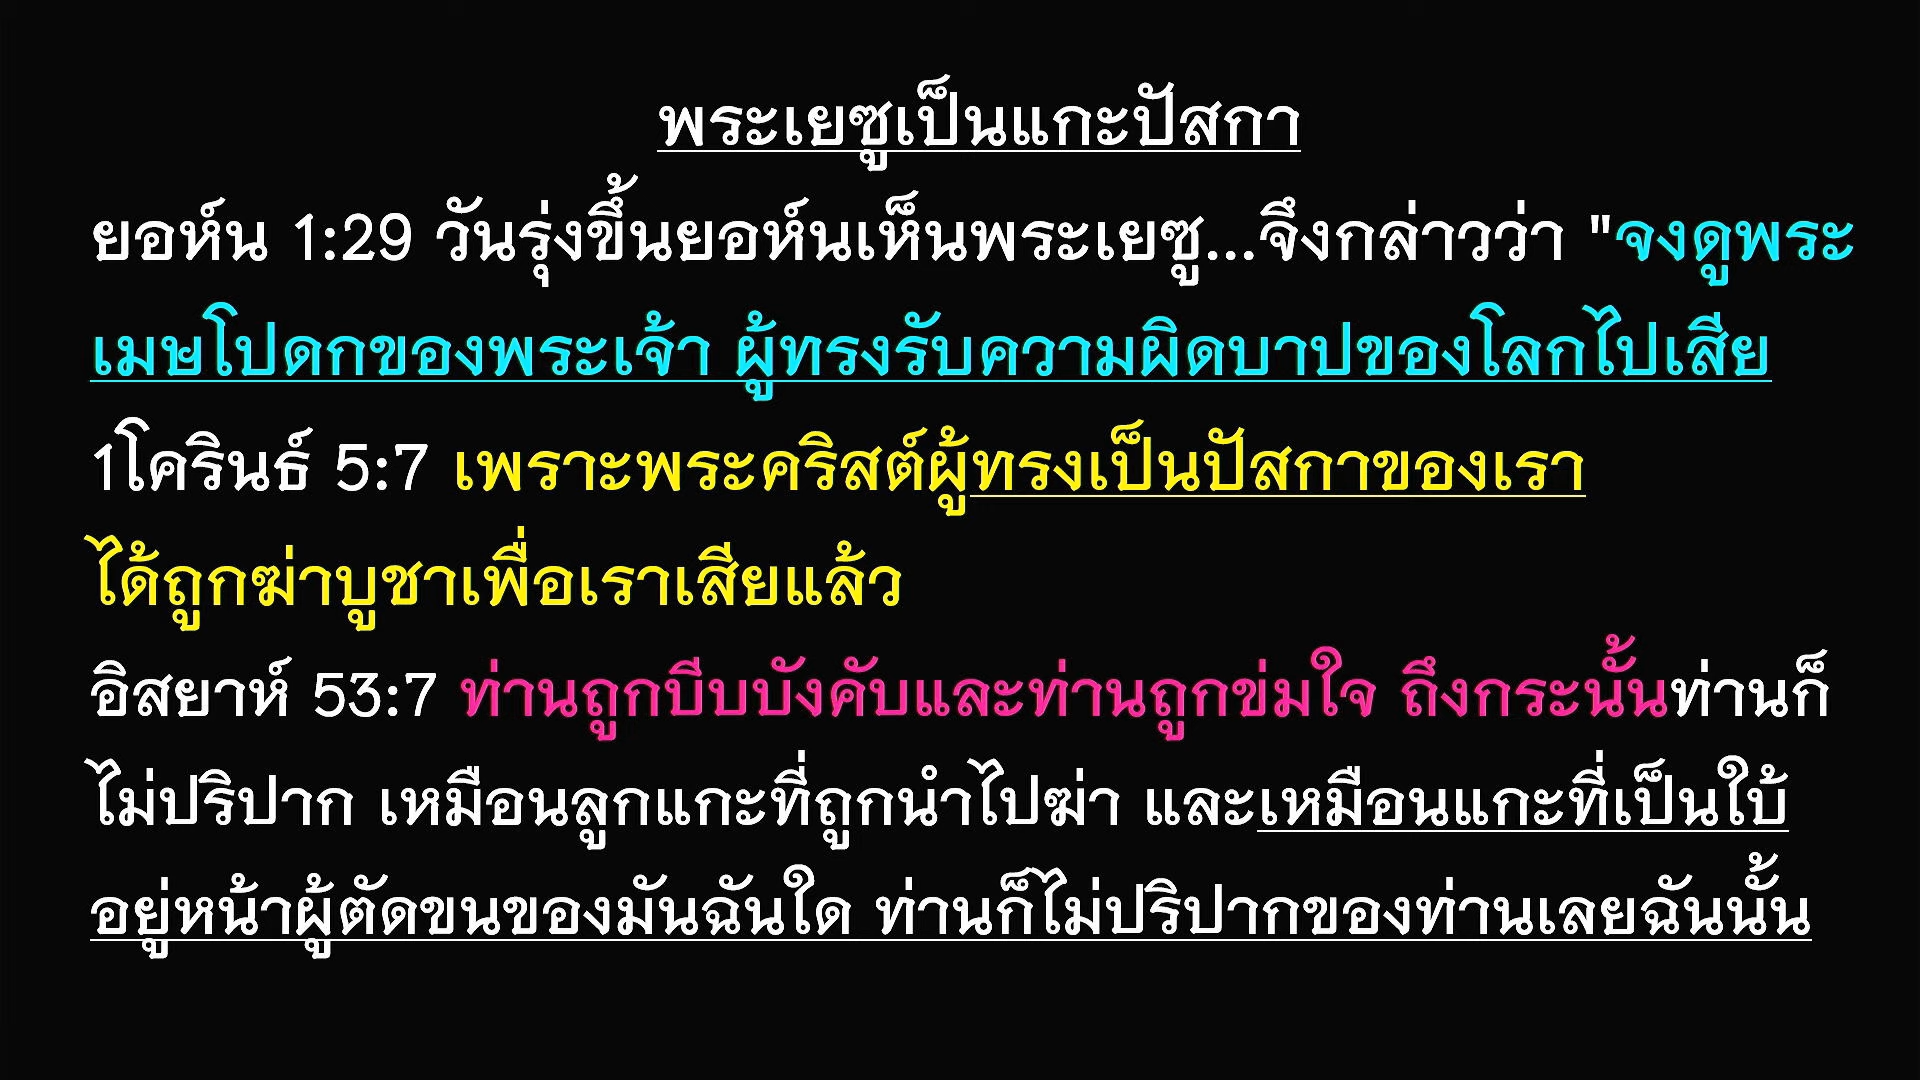 พระเยซูเป็นแกะปัสกา
ยอห์น 1:29 วันรุ่งขึ้นยอห์นเห็นพระเยซู...จึงกล่าวว่า "จงดูพระ
เมษโปดกของพระเจ้า ผู้ทรงรับความผิดบาปของโลกไปเสีย
1โครินธ์ 5:7 เพราะพระคริสต์ผู้ทรงเป็นปัสกาของเรา
ได้ถูกฆ่าบูชาเพื่อเราเสียแล้ว
อิสยาห์ 53:7 ท่านถูกบีบบังคับและท่านถูกข่มใจ ถึงกระนั้นท่านก็
ไม่ปริปาก เหมือนลูกแกะที่ถูกนำไปฆ่า และเหมือนแกะที่เป็นใบ้
อยู่หน้าผู้ตัดขนของมันฉันใด ท่านก็ไม่ปริปากของท่านเลยฉันนั้น